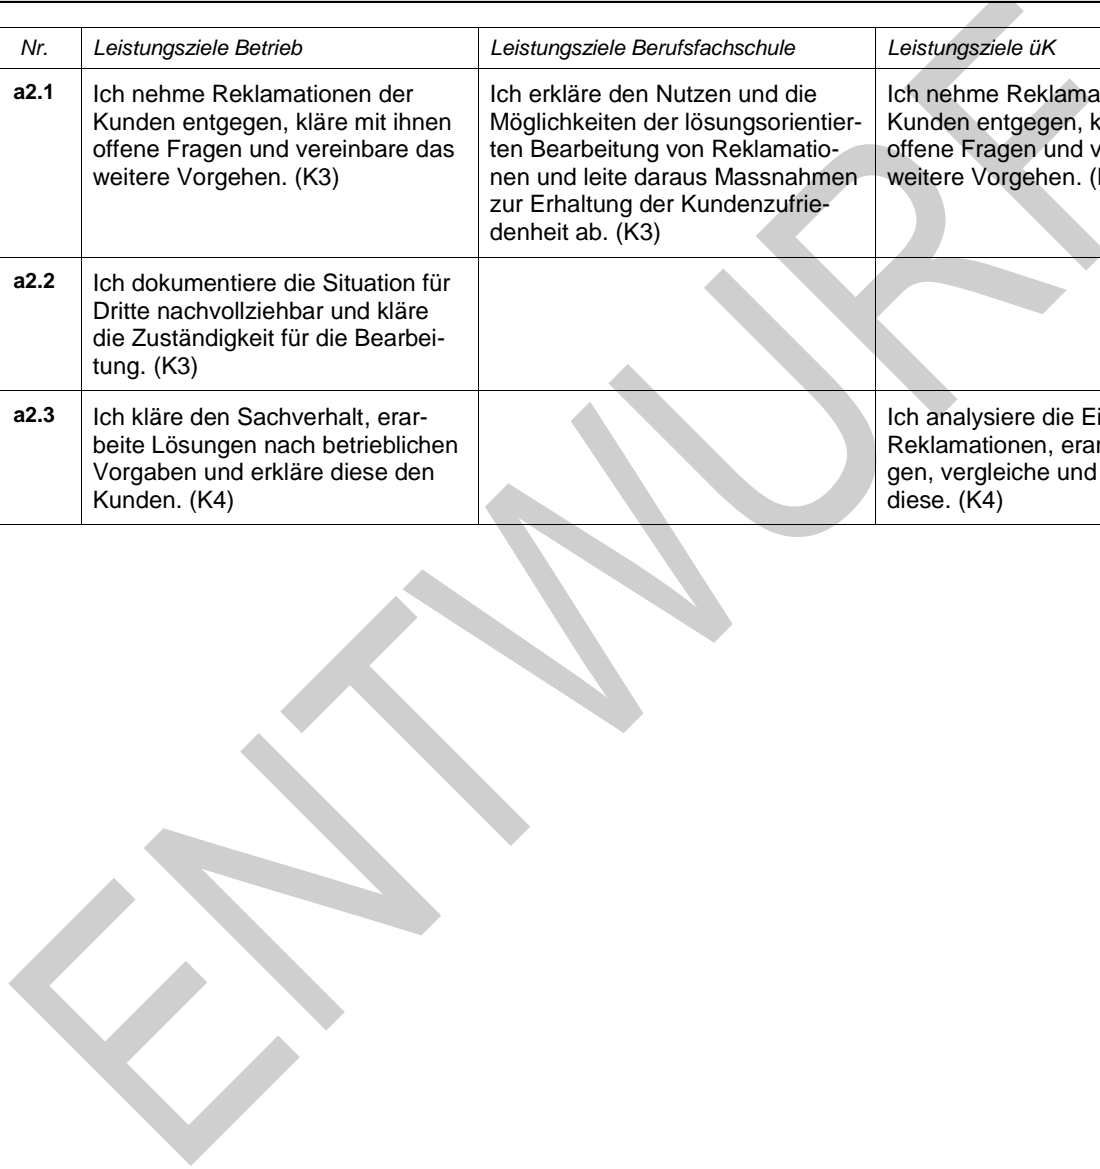 Nr. Leistungsziele Betrieb Leistungsziele Berufsfachschule Leistungsziele üK
a2.1
Ich nehme Reklamationen der
Kunden entgegen, kläre mit ihnen
offene Fragen und vereinbare das
weitere Vorgehen. (K3)
Ich erkläre den Nutzen und die
Möglichkeiten der lösungsorientier-
ten Bearbeitung von Reklamatio-
nen und leite daraus Massnahmen
zur Erhaltung der Kundenzufrie-
denheit ab. (K3)
Ich nehme
Kunden entgegen,
offene Fragen und
weitere Vorgehen.
a2.2
Ich dokumentiere die Situation für
Dritte nachvollziehbar und kläre
die Zuständigkeit für die Bearbei-
tung. (K3)
a2.3
Ich kläre den Sachverhalt, erar-
beite Lösungen nach betrieblichen
Vorgaben und erkläre diese den
Kunden. (K4)
Ich analysiere die
Reklamationen,
gen, vergleiche und
diese. (K4)
ENTWURF